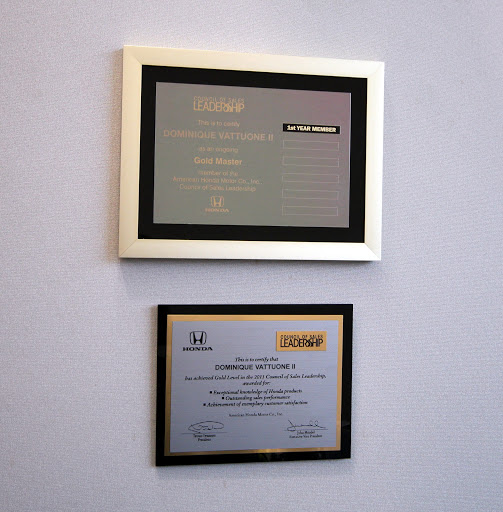 COUNCIL OF SALES
LEADERSHIP
This is to certify
DOMINIQUE VATTUONE II
as an ongoing
Gold Master
member of the
American Honda Motor Co., Inc.
Council of Sales Leadership
HONDA
1st YEAR MEMBER
HONDA
COUNCIL OF SALES
LEADERSHIP
This is to certify that
DOMINIQUE VATTUONE II
has achieved Gold Level in the 2011 Council of Sales Leadership,
awarded for:
• Exceptional knowledge of Honda products
• Outstanding sales performance
• Achievement of exemplary customer satisfaction
American Honda Motor Co., Inc.
President
Executive Vice President